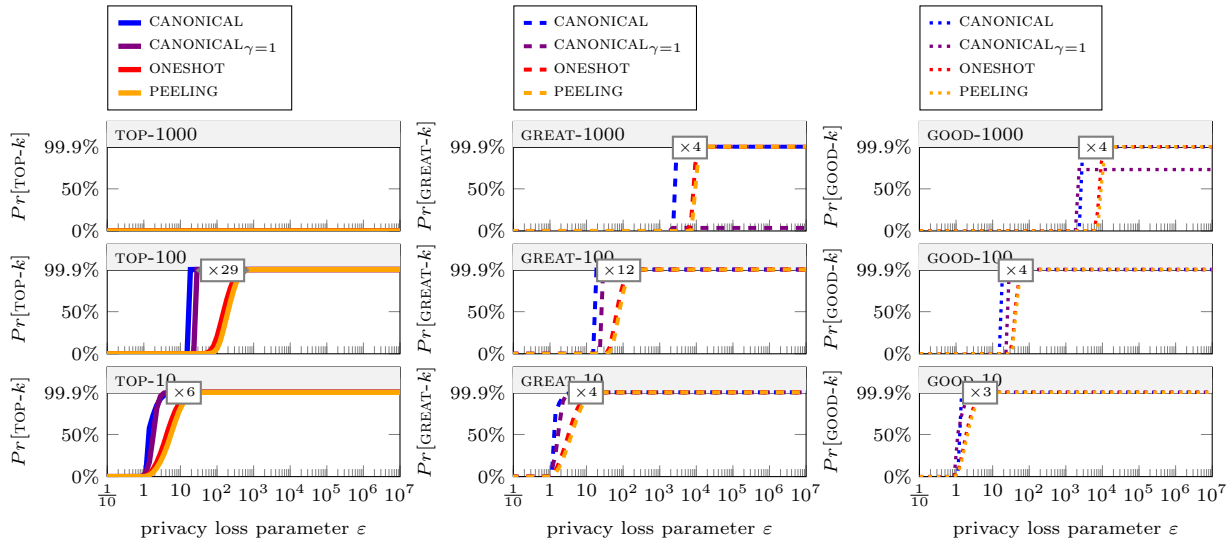 CANONICAL
CANONICALγ=1
ONESHOT
PEELING
CANONICAL
CANONICALγ=1
ONESHOT
PEELING
CANONICAL
CANONICALγ=1
ONESHOT
PEELING
Pr[TOP-k]
99.9%
50%
0%
TOP-1000
Pr[GREAT-k]
99.9%
50%
0%
GREAT-1000
×4
Pr[GOOD-k]
99.9%
50%
0%
GOOD-1000
×4
Pr[TOP-k]
99.9%
50%
0%
TOP-100
×29
Pr[GREAT-k]
99.9%
50%
0%
GREAT-100
×12
Pr[GOOD-k]
99.9%
50%
0%
GOOD-100
×4
Pr[TOP-k]
99.9%
50%
0%
TOP-10
×6
Pr[GREAT-k]
99.9%
50%
0%
GREAT-10
×4
Pr[GOOD-k]
99.9%
50%
0%
GOOD-10
×3
1/10 1 10 10² 10³ 10⁴ 10⁵ 10⁶ 10⁷
1/10 1 10 10² 10³ 10⁴ 10⁵ 10⁶ 10⁷
1/10 1 10 10² 10³ 10⁴ 10⁵ 10⁶ 10⁷
privacy loss parameter ε
privacy loss parameter ε
privacy loss parameter ε